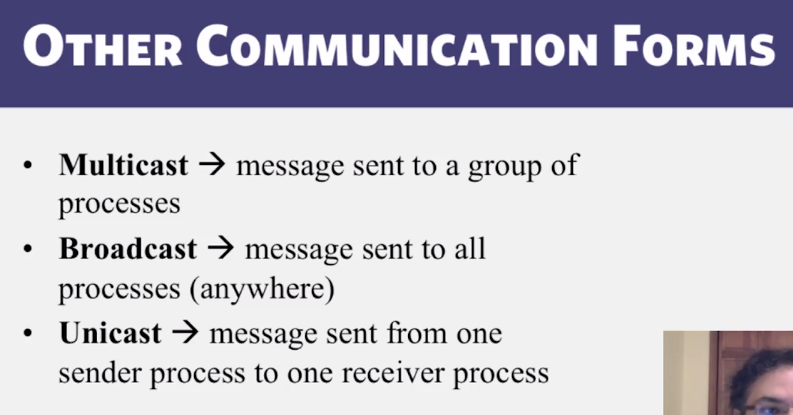 OTHER COMMUNICATION FORMS
• Multicast → message sent to a group of
processes
• Broadcast → message sent to all
processes (anywhere)
• Unicast → message sent from one
sender process to one receiver process